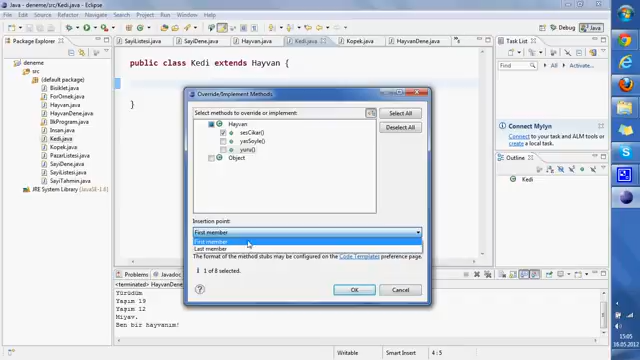 Java - deneme/src/Kedi.java - Eclipse
File Edit Source Refactor Navigate Search Project Run Window Help
Debug Java
Package Explorer
SayiListesi.java SayiDene.java Hayvan.java Kedi.java Kopek.java HayvanDene.java
Task List
Find All Activate...
deneme
src
(default package)
Bisiklet.java
ForOrnek.java
Hayvan.java
HayvanDene.java
IlkProgram.java
Insan.java
Kedi.java
Kopek.java
PazarListesi.java
SayiDene.java
SayiListesi.java
SayiTahmin.java
JRE System Library [JavaSE-1.6]
public class Kedi extends Hayvan {
}
Override/Implement Methods
Select methods to override or implement:
Hayvan
sesCikar()
yasSoyle()
yuru()
Object
Select All
Deselect All
Insertion point:
First member
First member
Last member
The format of the method stubs may be configured on the Code Templates preference page.
1 of 8 selected.
OK Cancel
Connect Mylyn
Connect to your task and ALM tools or create a local task.
Outline
Kedi
Problems Javadoc
<terminated> HayvanDene
Yürüdüm
Yaşım 19
Yaşım 12
Miyav.
Ben bir hayvanım!
Writable Smart Insert 4 : 5
15:05
16.05.2012